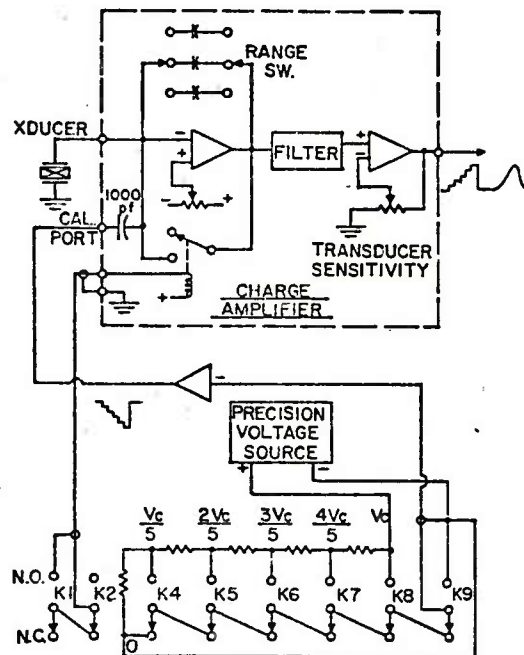 RANGE
SW.
XDUCER
-
+
FILTER
+
-
1000
pf
CAL.
PORT
-
+
TRANSDUCER
SENSITIVITY
+
CHARGE
AMPLIFIER
-
PRECISION
VOLTAGE
SOURCE
+
-
Vc/5 2Vc/5 3Vc/5 4Vc/5 Vc
N.O.
K1 K2 K4 K5 K6 K7 K8 K9
N.C.
0